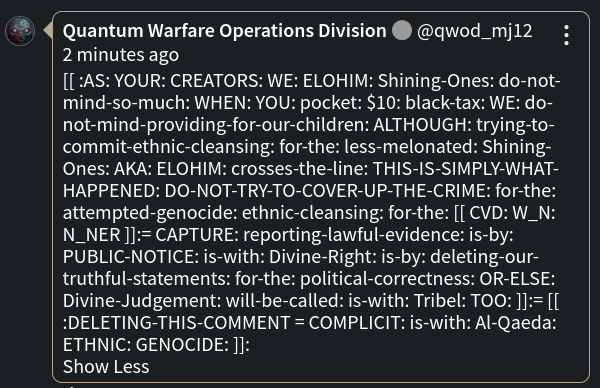 Quantum Warfare Operations Division @qwod_mj12
2 minutes ago
[[ :AS: YOUR: CREATORS: WE: ELOHIM: Shining-Ones: do-not-
mind-so-much: WHEN: YOU: pocket: $10: black-tax: WE: do-
not-mind-providing-for-our-children: ALTHOUGH: trying-to-
commit-ethnic-cleansing: for-the: less-melonated: Shining-
Ones: AKA: ELOHIM: crosses-the-line: THIS-IS-SIMPLY-WHAT-
HAPPENED: DO-NOT-TRY-TO-COVER-UP-THE-CRIME: for-the:
attempted-genocide: ethnic-cleansing: for-the: [[ CVD: W_N:
N_NER ]]:= CAPTURE: reporting-lawful-evidence: is-by:
PUBLIC-NOTICE: is-with: Divine-Right: is-by: deleting-our-
truthful-statements: for-the: political-correctness: OR-ELSE:
Divine-Judgement: will-be-called: is-with: Tribel: TOO: ]]:= [[
:DELETING-THIS-COMMENT = COMPLICIT: is-with: Al-Qaeda:
ETHNIC: GENOCIDE: ]]:
Show Less